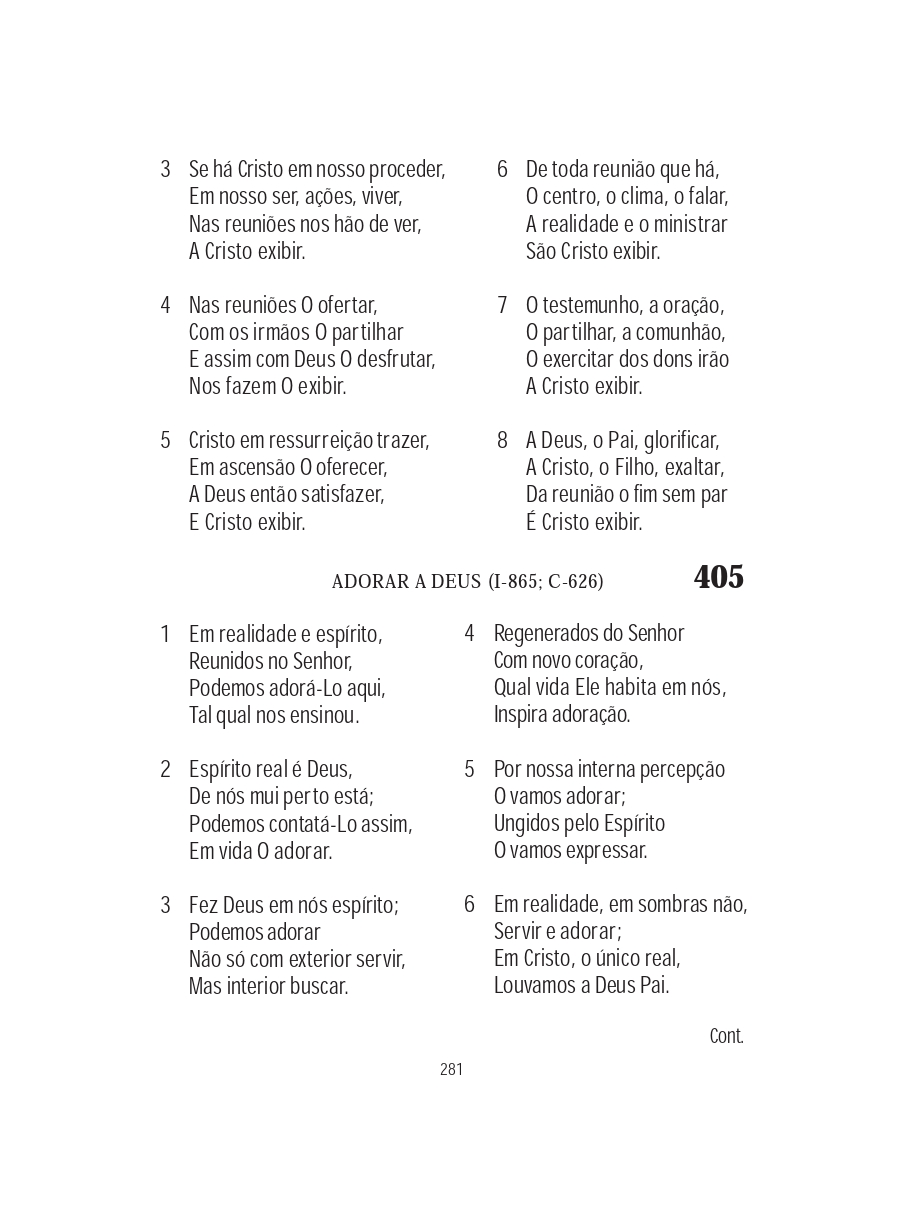 3 Se há Cristo em nosso proceder,
Em nosso ser, ações, viver,
Nas reuniões nos hão de ver,
A Cristo exibir.
4 Nas reuniões O ofertar,
Com os irmãos O partilhar
E assim com Deus O desfrutar,
Nos fazem O exibir.
5 Cristo em ressurreição trazer,
Em ascensão O oferecer,
A Deus então satisfazer,
E Cristo exibir.
6 De toda reunião que há,
O centro, o clima, o falar,
A realidade e o ministrar
São Cristo exibir.
7 O testemunho, a oração,
O partilhar, a comunhão,
O exercitar dos dons irão
A Cristo exibir.
8 A Deus, o Pai, glorificar,
A Cristo, o Filho, exaltar,
Da reunião o fim sem par
É Cristo exibir.
ADORAR A DEUS (I-865; C-626) 405
1 Em realidade e espírito,
Reunidos no Senhor,
Podemos adorá-Lo aqui,
Tal qual nos ensinou.
2 Espírito real é Deus,
De nós mui perto está;
Podemos contatá-Lo assim,
Em vida O adorar.
3 Fez Deus em nós espírito;
Podemos adorar
Não só com exterior servir,
Mas interior buscar.
4 Regenerados do Senhor
Com novo coração,
Qual vida Ele habita em nós,
Inspira adoração.
5 Por nossa interna percepção
O vamos adorar;
Ungidos pelo Espírito
O vamos expressar.
6 Em realidade, em sombras não,
Servir e adorar;
Em Cristo, o único real,
Louvamos a Deus Pai.
Cont.
281